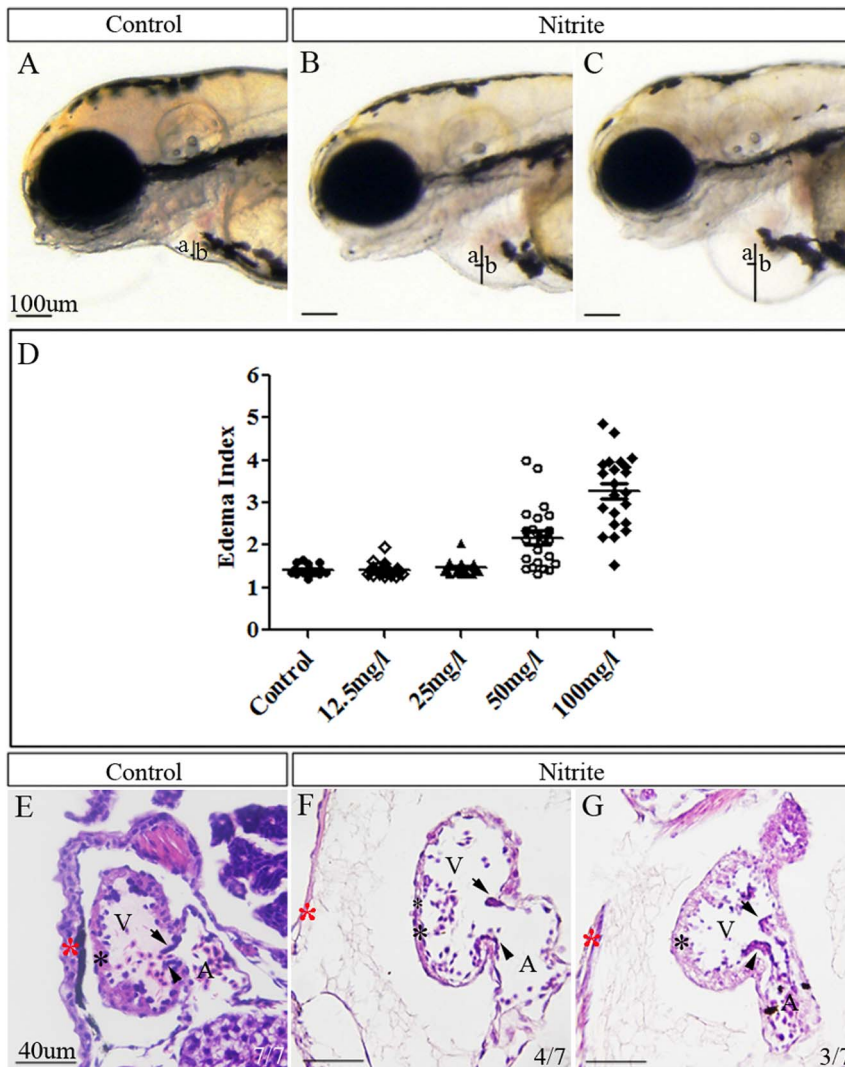 Control Nitrite
A B C
a b a b a b
100um
D
6
5
4
3
2
1
0
Edema Index
Control 12.5mg/l 25mg/l 50mg/l 100mg/l
Control Nitrite
E F G
V V V
* * * * * * *
A A A
40um 7/7 4/7 3/7